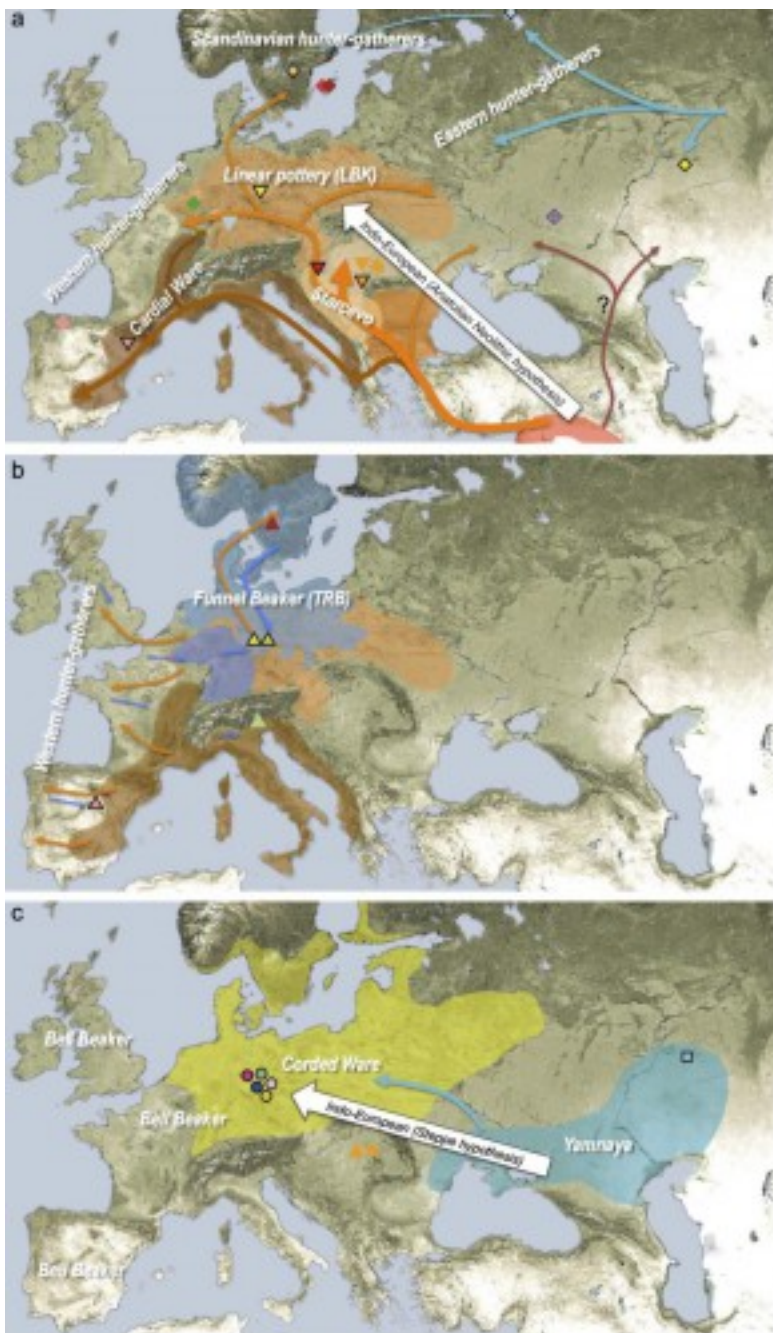 a
Scandinavian hunter-gatherers
Eastern hunter-gatherers
Linear pottery (LBK)
Western hunter-gatherers
Indo-European (Anatolian Neolithic hypothesis)
Cardial Ware
Starcevo
?
b
Funnel Beaker (TRB)
Western hunter-gatherers
c
Bell Beaker
Corded Ware
Bell Beaker
Indo-European (Steppe hypothesis)
Yamnaya
Bell Beaker